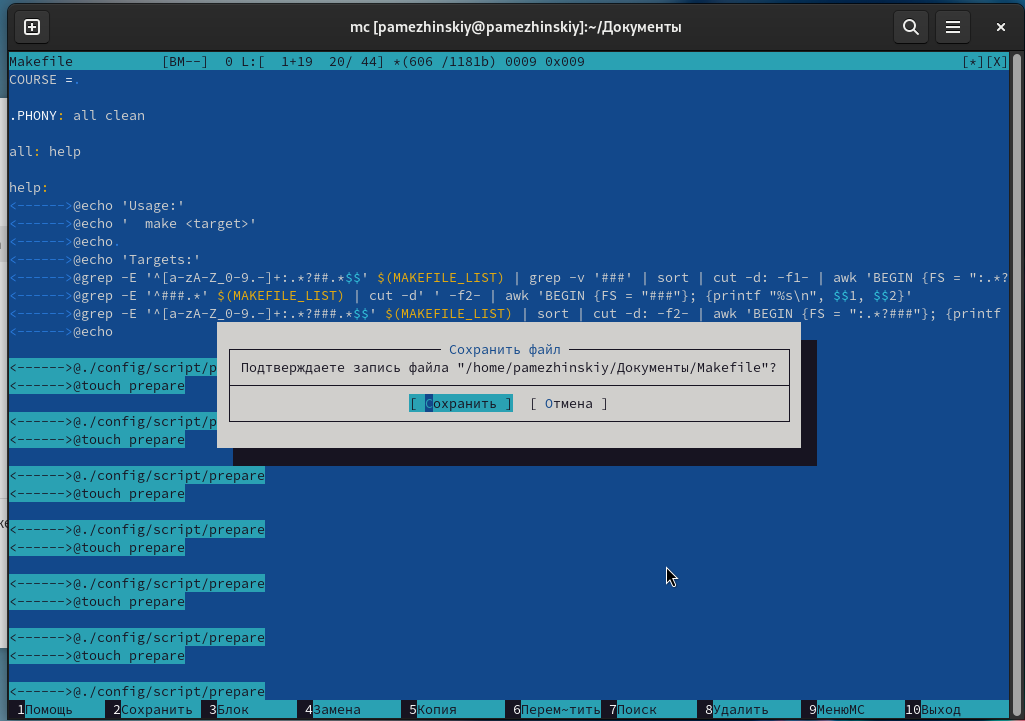 mc [pamezhinskiy@pamezhinskiy]:~/Документы
Makefile [BM--] 0 L:[ 1+19 20/ 44] *(606 /1181b) 0009 0x009 [*][X]
COURSE =.
.PHONY: all clean
all: help
help:
<------>@echo 'Usage:'
<------>@echo '  make <target>'
<------>@echo.
<------>@echo 'Targets:'
<------>@grep -E '^[a-zA-Z_0-9.-]+:.*?##.*$$' $(MAKEFILE_LIST) | grep -v '###' | sort | cut -d: -f1- | awk 'BEGIN {FS = ":.*?
<------>@grep -E '^###.*' $(MAKEFILE_LIST) | cut -d' ' -f2- | awk 'BEGIN {FS = "###"}; {printf "%s\n", $$1, $$2}'
<------>@grep -E '^[a-zA-Z_0-9.-]+:.*?###.*$$' $(MAKEFILE_LIST) | sort | cut -d: -f2- | awk 'BEGIN {FS = ":.*?###"}; {printf
<------>@echo
Сохранить файл
Подтверждаете запись файла "/home/pamezhinskiy/Документы/Makefile"?
[ Сохранить ] [ Отмена ]
<------>@./config/script/p
<------>@touch prepare
<------>@./config/script/p
<------>@touch prepare
<------>@./config/script/prepare
<------>@touch prepare
<------>@./config/script/prepare
<------>@touch prepare
<------>@./config/script/prepare
<------>@touch prepare
<------>@./config/script/prepare
<------>@touch prepare
<------>@./config/script/prepare
1Помощь 2Сохранить 3Блок 4Замена 5Копия 6Перем~тить 7Поиск 8Удалить 9МенюMC 10Выход